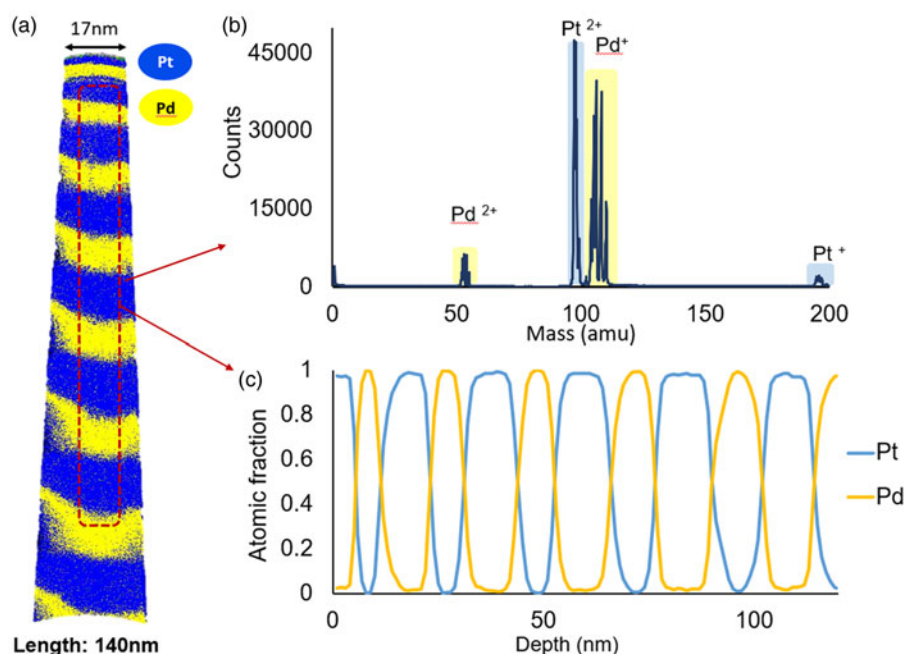 (a)
17nm
Pt
Pd
Length: 140nm
(b)
45000
30000
15000
0
Counts
Pt 2+
Pd+
Pd 2+
Pt +
0 50 100 150 200
Mass (amu)
(c)
1
0.8
0.6
0.4
0.2
0
Atomic fraction
Pt
Pd
0 50 100
Depth (nm)